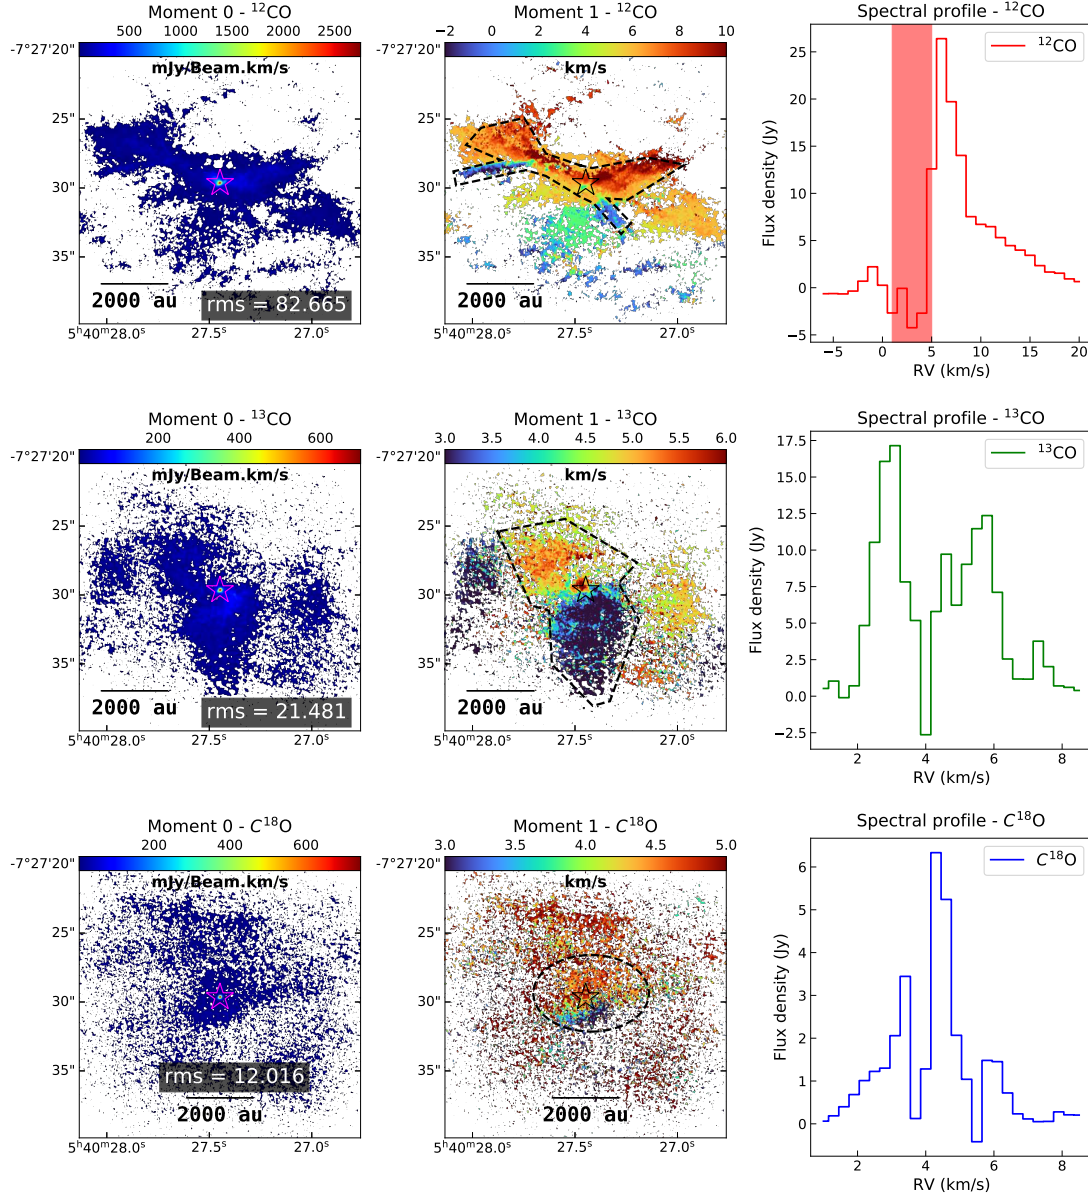 Moment 0 - ¹²CO
500 1000 1500 2000 2500
-7°27'20"
mJy/Beam.km/s
25"
30"
35"
2000 au
rms = 82.665
5ʰ40ᵐ28.0ˢ 27.5ˢ 27.0ˢ
Moment 1 - ¹²CO
−2 0 2 4 6 8 10
-7°27'20"
km/s
25"
30"
35"
2000 au
5ʰ40ᵐ28.0ˢ 27.5ˢ 27.0ˢ
Spectral profile - ¹²CO
¹²CO
Flux density (Jy)
25
20
15
10
5
0
−5
−5 0 5 10 15 20
RV (km/s)
Moment 0 - ¹³CO
200 400 600
-7°27'20"
mJy/Beam.km/s
25"
30"
35"
2000 au
rms = 21.481
5ʰ40ᵐ28.0ˢ 27.5ˢ 27.0ˢ
Moment 1 - ¹³CO
3.0 3.5 4.0 4.5 5.0 5.5 6.0
-7°27'20"
km/s
25"
30"
35"
2000 au
5ʰ40ᵐ28.0ˢ 27.5ˢ 27.0ˢ
Spectral profile - ¹³CO
¹³CO
Flux density (Jy)
17.5
15.0
12.5
10.0
7.5
5.0
2.5
0.0
−2.5
2 4 6 8
RV (km/s)
Moment 0 - C¹⁸O
200 400 600
-7°27'20"
mJy/Beam.km/s
25"
30"
35"
rms = 12.016
2000 au
5ʰ40ᵐ28.0ˢ 27.5ˢ 27.0ˢ
Moment 1 - C¹⁸O
3.0 3.5 4.0 4.5 5.0
-7°27'20"
km/s
25"
30"
35"
2000 au
5ʰ40ᵐ28.0ˢ 27.5ˢ 27.0ˢ
Spectral profile - C¹⁸O
C¹⁸O
Flux density (Jy)
6
5
4
3
2
1
0
2 4 6 8
RV (km/s)